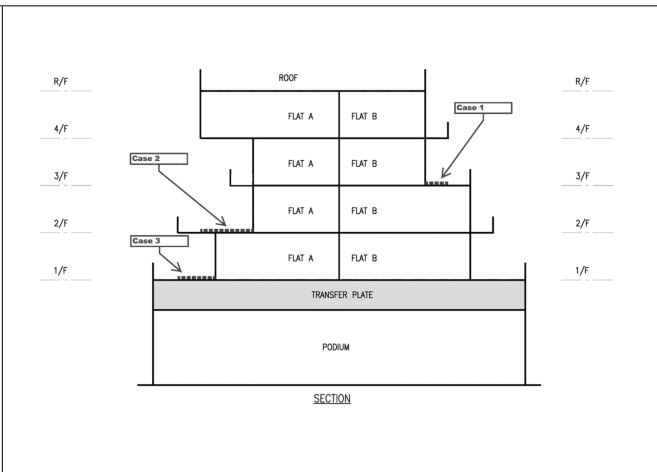 ROOF
R/F
R/F
Case 1
FLAT A
FLAT B
4/F
4/F
Case 2
FLAT A
FLAT B
3/F
3/F
FLAT A
FLAT B
2/F
2/F
Case 3
FLAT A
FLAT B
1/F
1/F
TRANSFER PLATE
PODIUM
SECTION